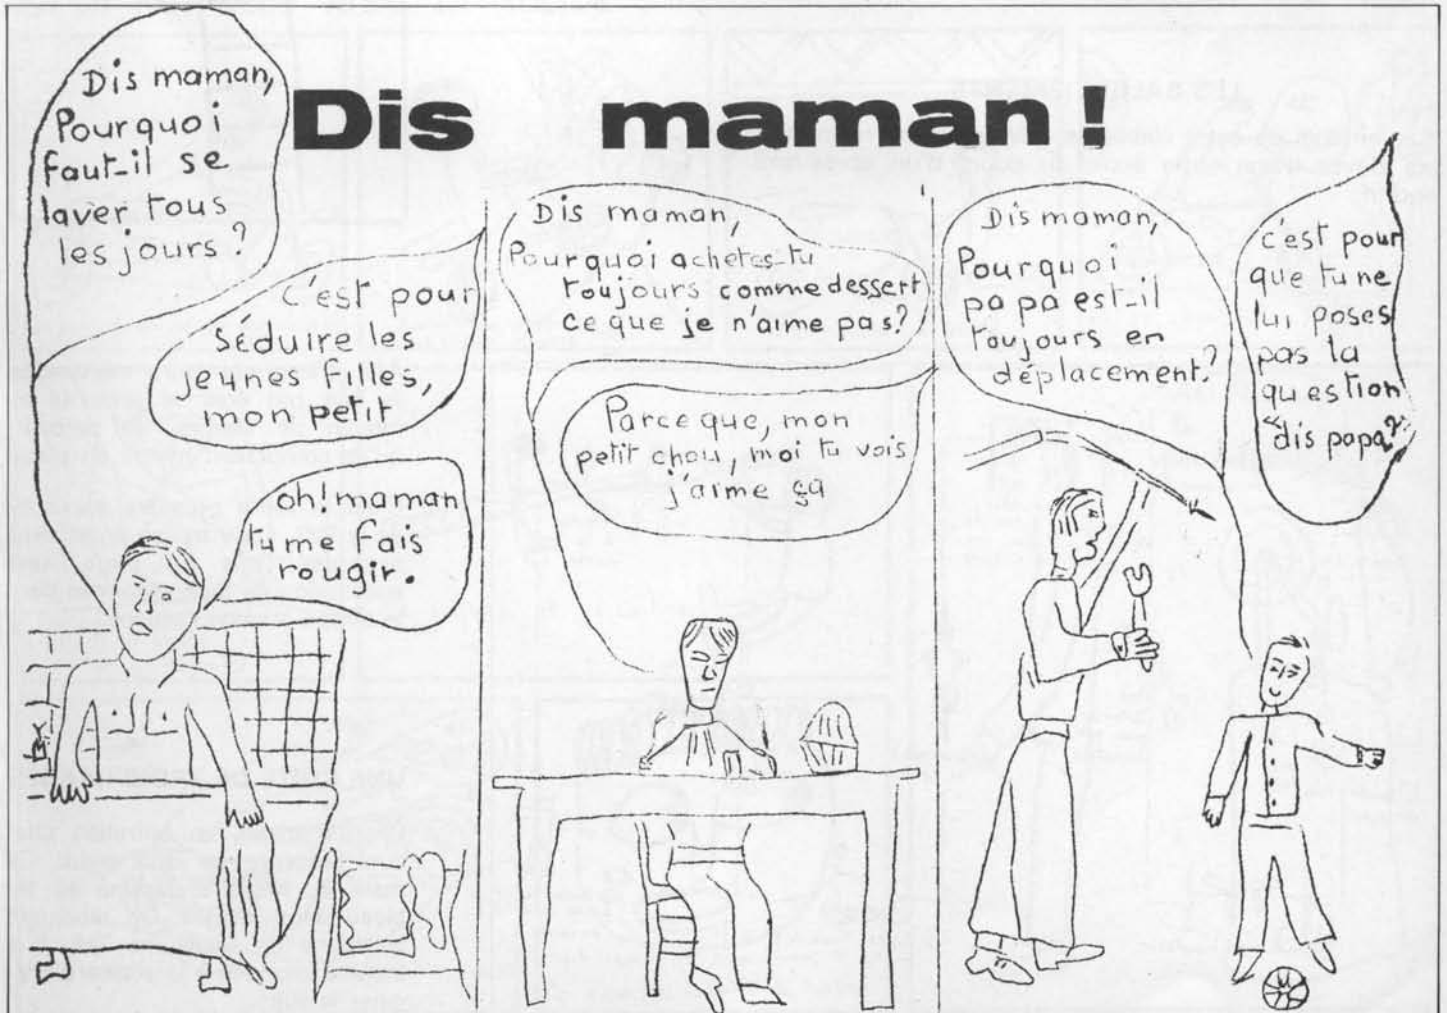 Dis maman !
Dis maman,
Pourquoi
faut-il se
laver tous
les jours ?
c'est pour
séduire les
jeunes filles,
mon petit
oh! maman
tu me fais
rougir.
Dis maman,
Pourquoi achetes-tu
toujours comme dessert
ce que je n'aime pas?
Parce que, mon
petit chou, moi tu vois
j'aime ça
Dis maman,
Pourquoi
papa est-il
toujours en
déplacement?
c'est pour
que tu ne
lui poses
pas la
question
"dis papa?"